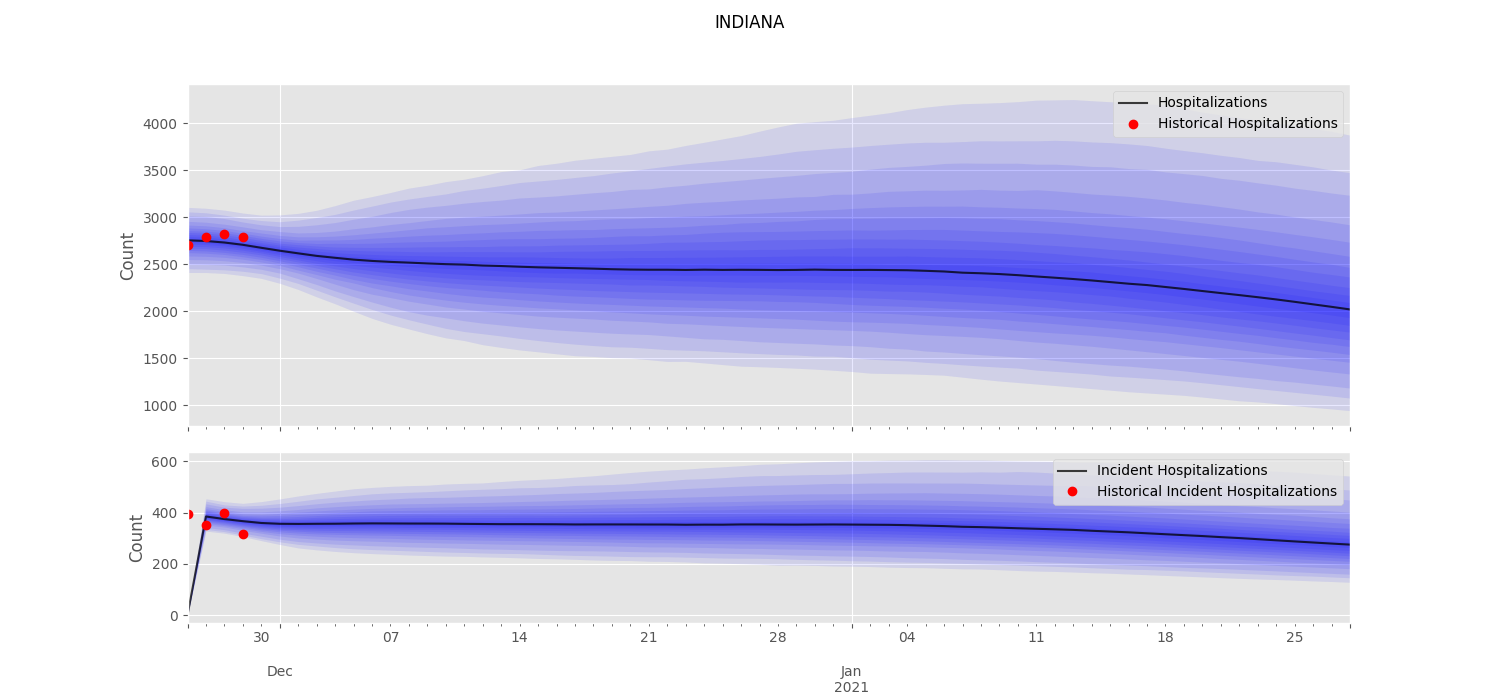 INDIANA
Hospitalizations
Historical Hospitalizations
Count
4000
3500
3000
2500
2000
1500
1000
Incident Hospitalizations
Historical Incident Hospitalizations
Count
600
400
200
0
30 07 14 21 28 04 11 18 25
Dec Jan
2021